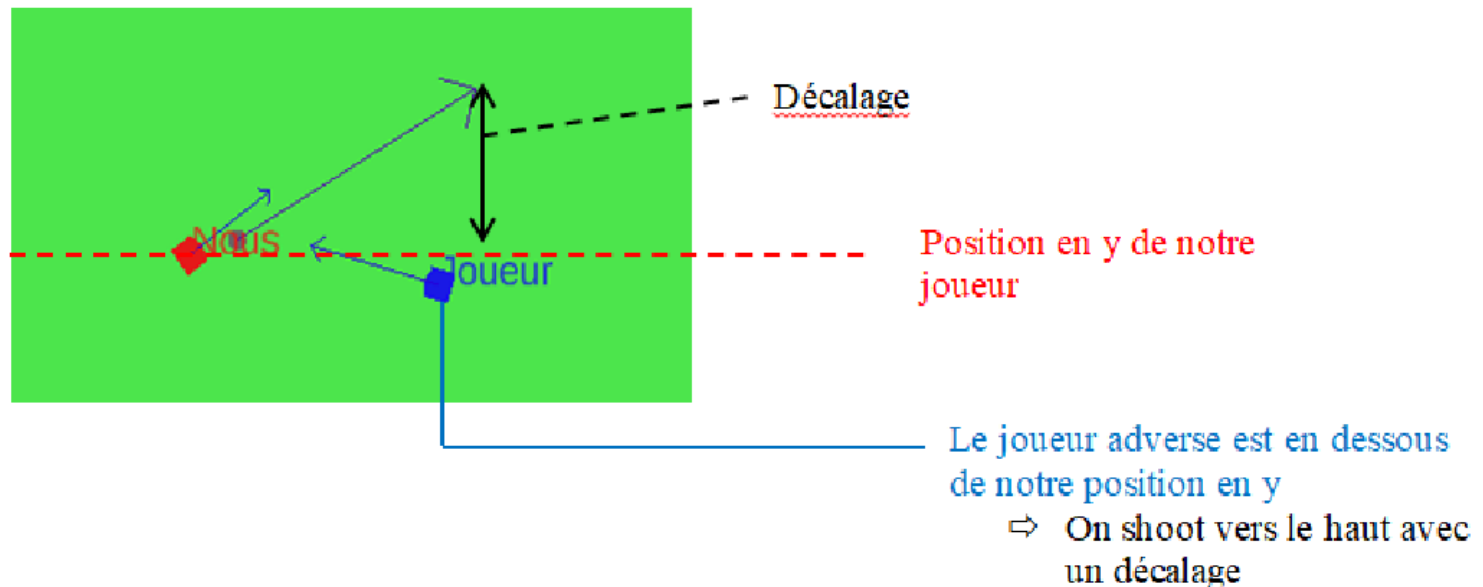 Décalage
Nous
Joueur
Position en y de notre
joueur
Le joueur adverse est en dessous
de notre position en y
⇨ On shoot vers le haut avec
un décalage